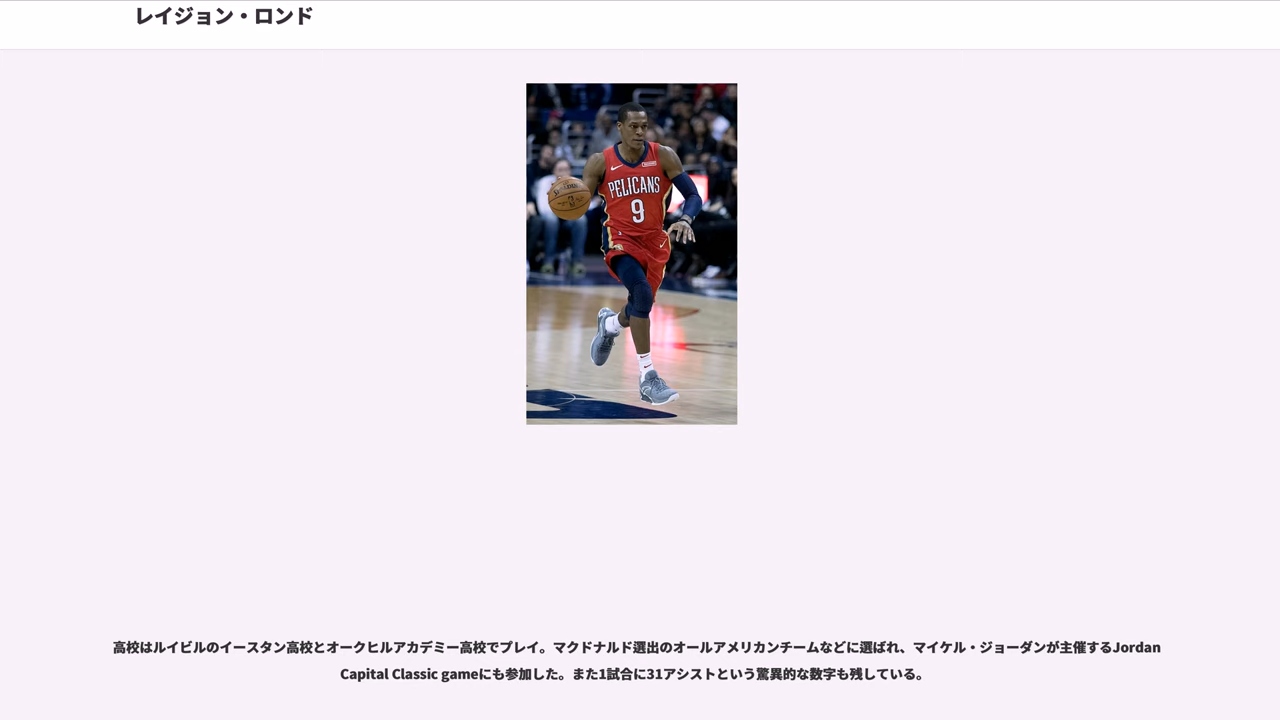 レイジョン・ロンド
PELICANS
9
高校はルイビルのイースタン高校とオークヒルアカデミー高校でプレイ。マクドナルド選出のオールアメリカンチームなどに選ばれ、マイケル・ジョーダンが主催するJordan
Capital Classic gameにも参加した。また1試合に31アシストという驚異的な数字も残している。